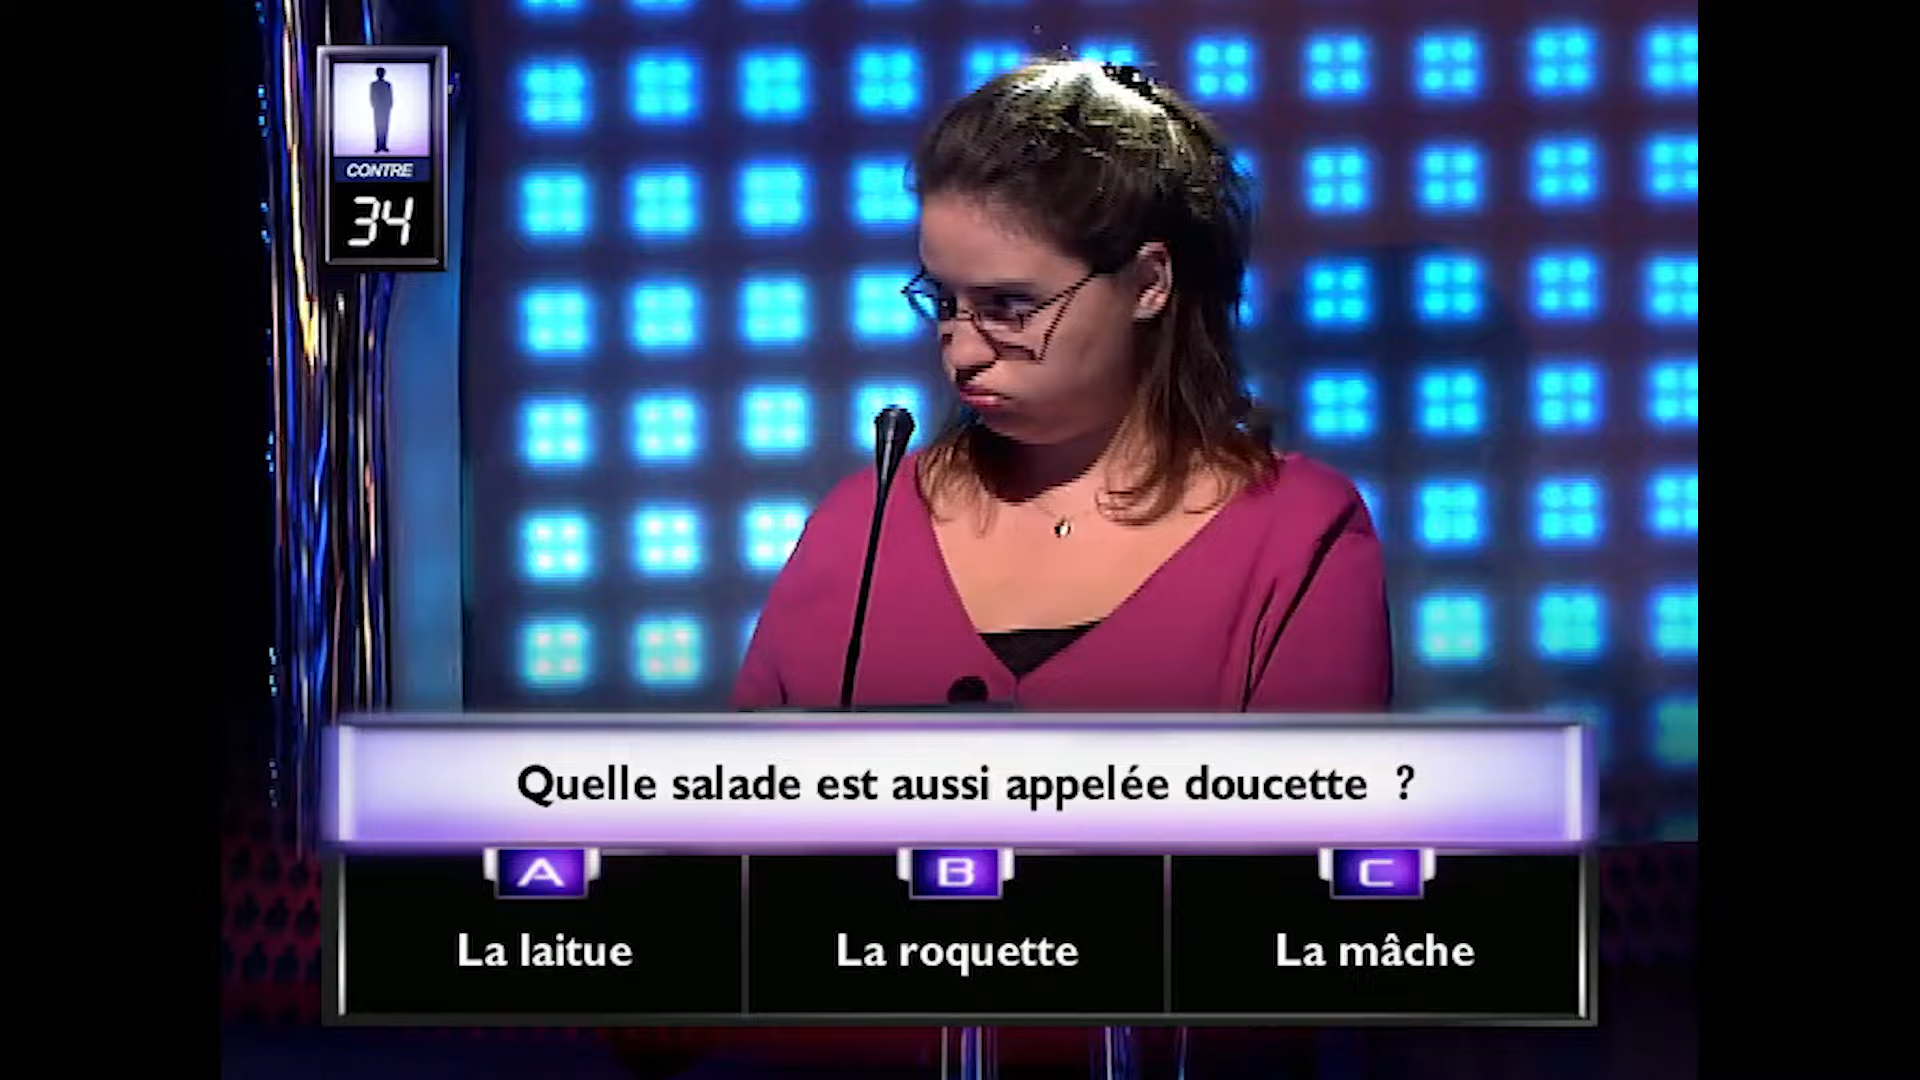 CONTRE
34
Quelle salade est aussi appelée doucette ?
A
La laitue
B
La roquette
C
La mâche